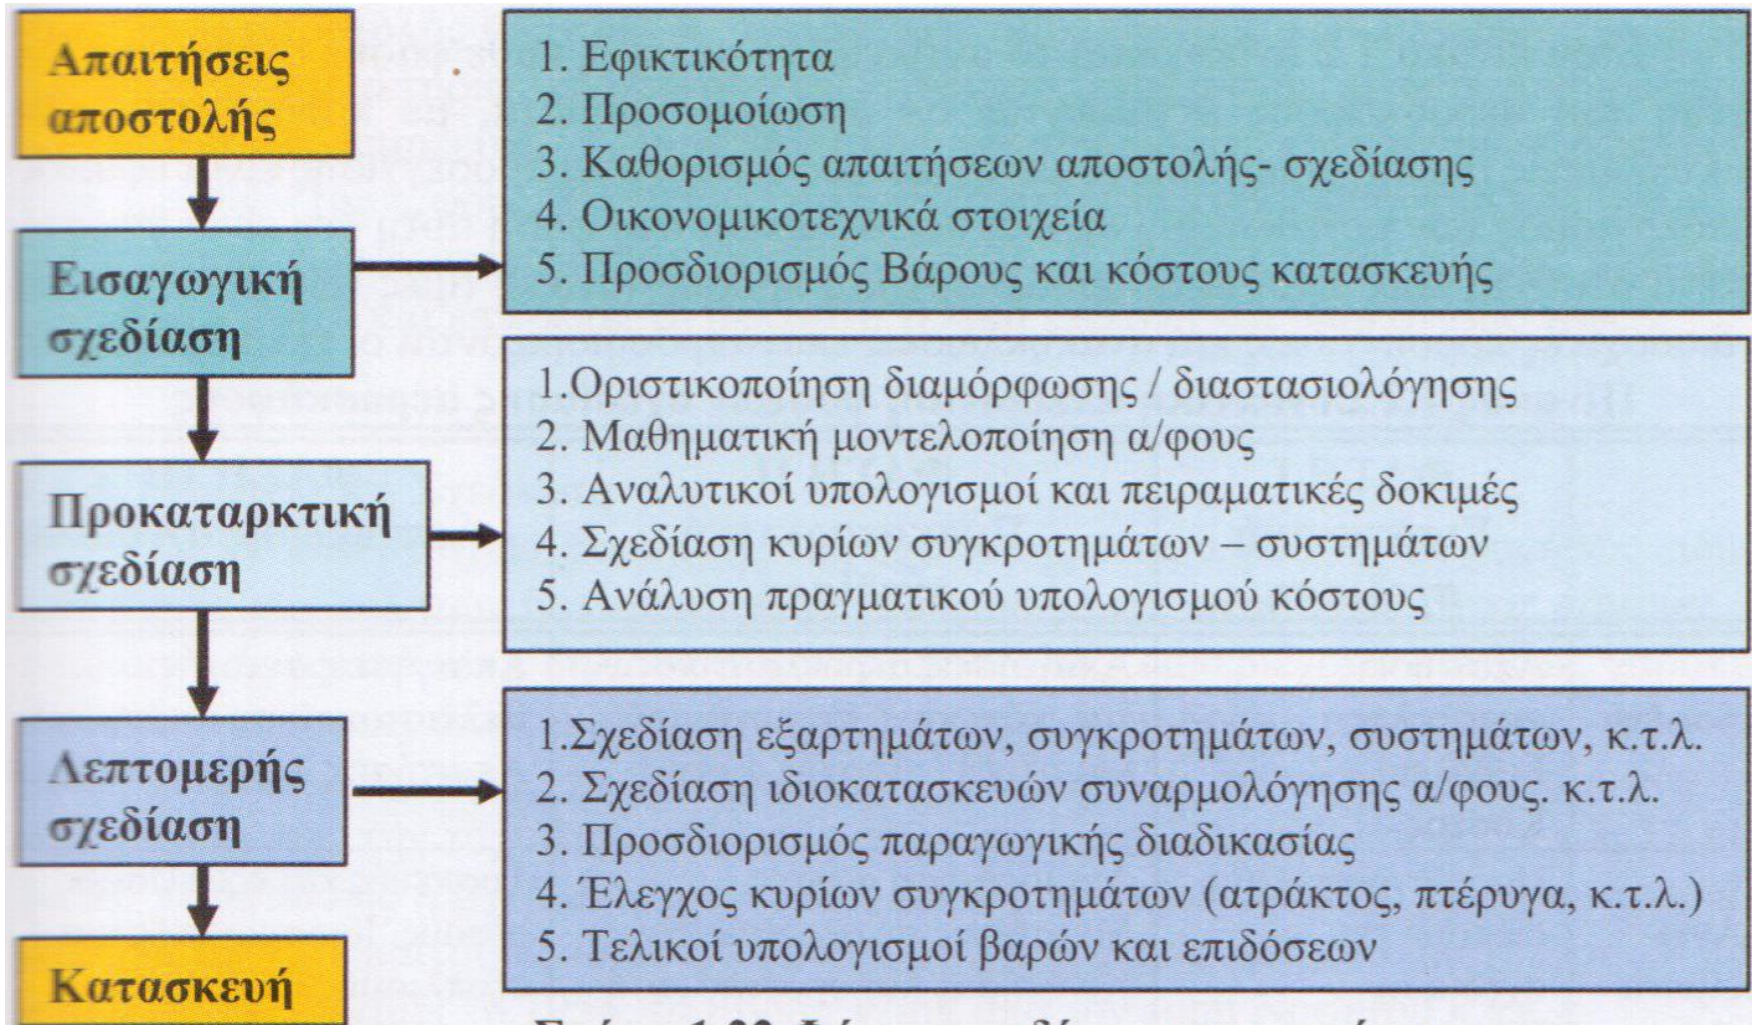 Απαιτήσεις
αποστολής
1. Εφικτικότητα
2. Προσομοίωση
3. Καθορισμός απαιτήσεων αποστολής- σχεδίασης
4. Οικονομικοτεχνικά στοιχεία
5. Προσδιορισμός Βάρους και κόστους κατασκευής
Εισαγωγική
σχεδίαση
1.Οριστικοποίηση διαμόρφωσης / διαστασιολόγησης
2. Μαθηματική μοντελοποίηση α/φους
3. Αναλυτικοί υπολογισμοί και πειραματικές δοκιμές
4. Σχεδίαση κυρίων συγκροτημάτων – συστημάτων
5. Ανάλυση πραγματικού υπολογισμού κόστους
Προκαταρκτική
σχεδίαση
1.Σχεδίαση εξαρτημάτων, συγκροτημάτων, συστημάτων, κ.τ.λ.
2. Σχεδίαση ιδιοκατασκευών συναρμολόγησης α/φους. κ.τ.λ.
3. Προσδιορισμός παραγωγικής διαδικασίας
4. Έλεγχος κυρίων συγκροτημάτων (ατράκτος, πτέρυγα, κ.τ.λ.)
5. Τελικοί υπολογισμοί βαρών και επιδόσεων
Λεπτομερής
σχεδίαση
Κατασκευή